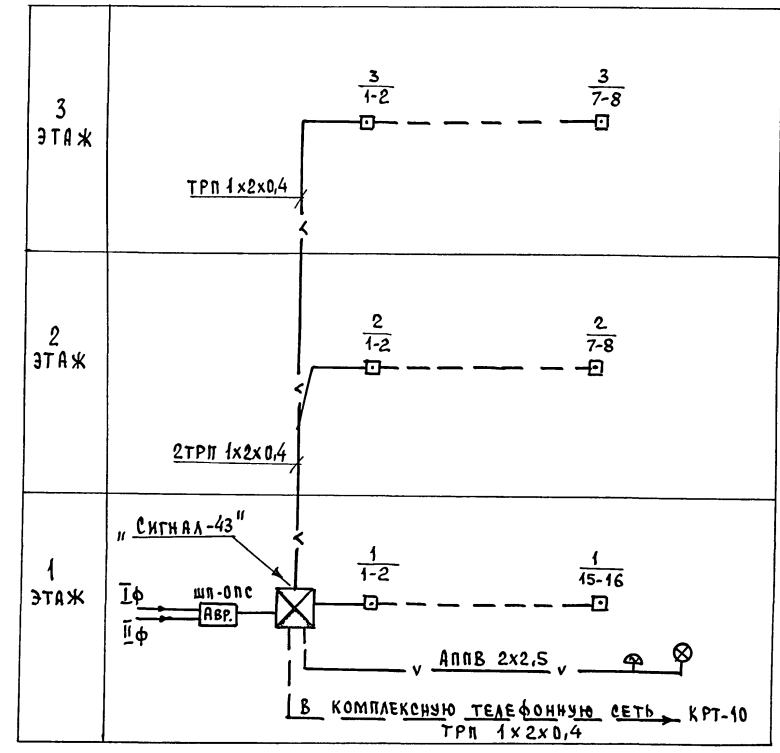 3
ЭТАЖ
3
1-2
3
7-8
ТРП 1х2х0,4
2
ЭТАЖ
2
1-2
2
7-8
2ТРП 1х2х0,4
1
ЭТАЖ
"СИГНАЛ-43"
Iф
IIф
ШП-ОПС
АВР.
1
1-2
1
15-16
АППВ 2х2,5
В КОМПЛЕКСНУЮ ТЕЛЕФОННУЮ СЕТЬ КРТ-10
ТРП 1х2х0,4